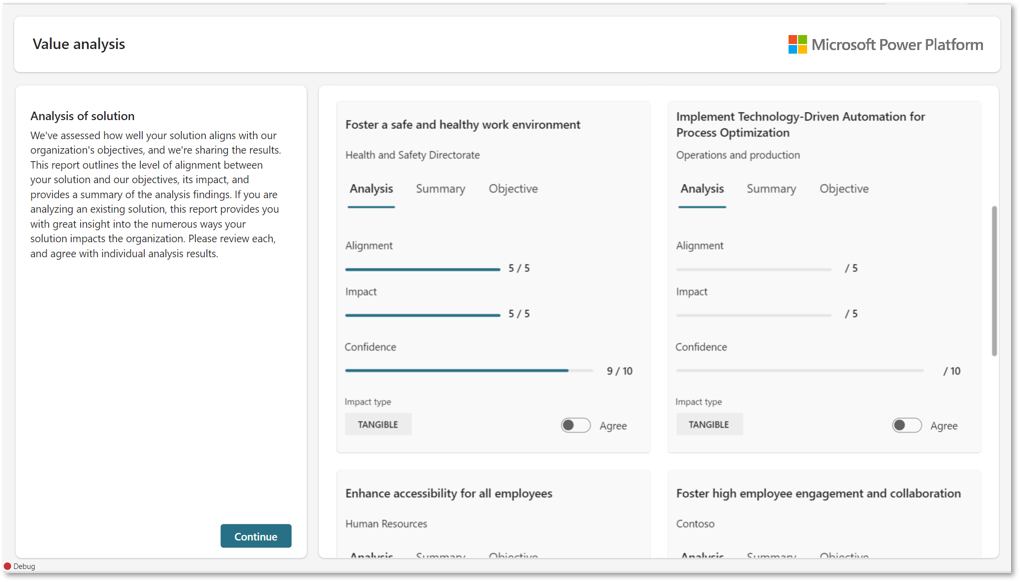 Value analysis
Microsoft Power Platform
Analysis of solution
We've assessed how well your solution aligns with our
organization's objectives, and we're sharing the results.
This report outlines the level of alignment between
your solution and our objectives, its impact, and
provides a summary of the analysis findings. If you are
analyzing an existing solution, this report provides you
with great insight into the numerous ways your
solution impacts the organization. Please review each,
and agree with individual analysis results.
Continue
Foster a safe and healthy work environment
Health and Safety Directorate
Analysis Summary Objective
Alignment
5 / 5
Impact
5 / 5
Confidence
9 / 10
Impact type
TANGIBLE
Agree
Implement Technology-Driven Automation for
Process Optimization
Operations and production
Analysis Summary Objective
Alignment
/ 5
Impact
/ 5
Confidence
/ 10
Impact type
TANGIBLE
Agree
Enhance accessibility for all employees
Human Resources
Analysis Summary Objective
Foster high employee engagement and collaboration
Contoso
Analysis Summary Objective
Debug